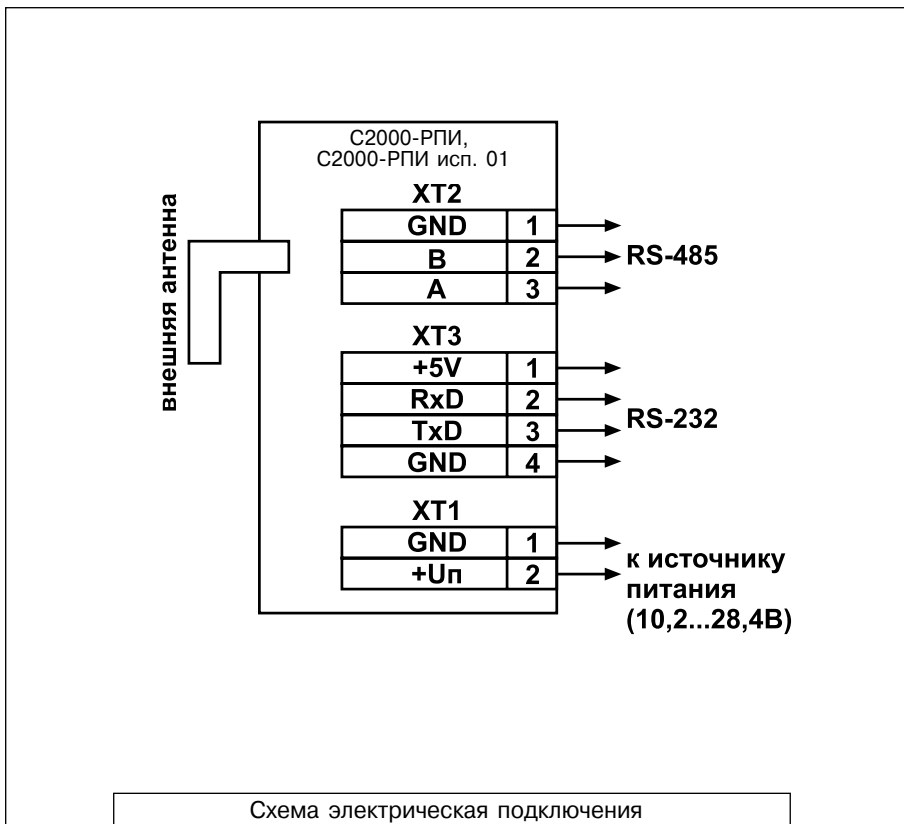 С2000-РПИ,
С2000-РПИ исп. 01
внешняя антенна
XT2
GND 1
B 2
A 3
RS-485
XT3
+5V 1
RxD 2
TxD 3
GND 4
RS-232
XT1
GND 1
+Uп 2
к источнику
питания
(10,2...28,4В)
Схема электрическая подключения